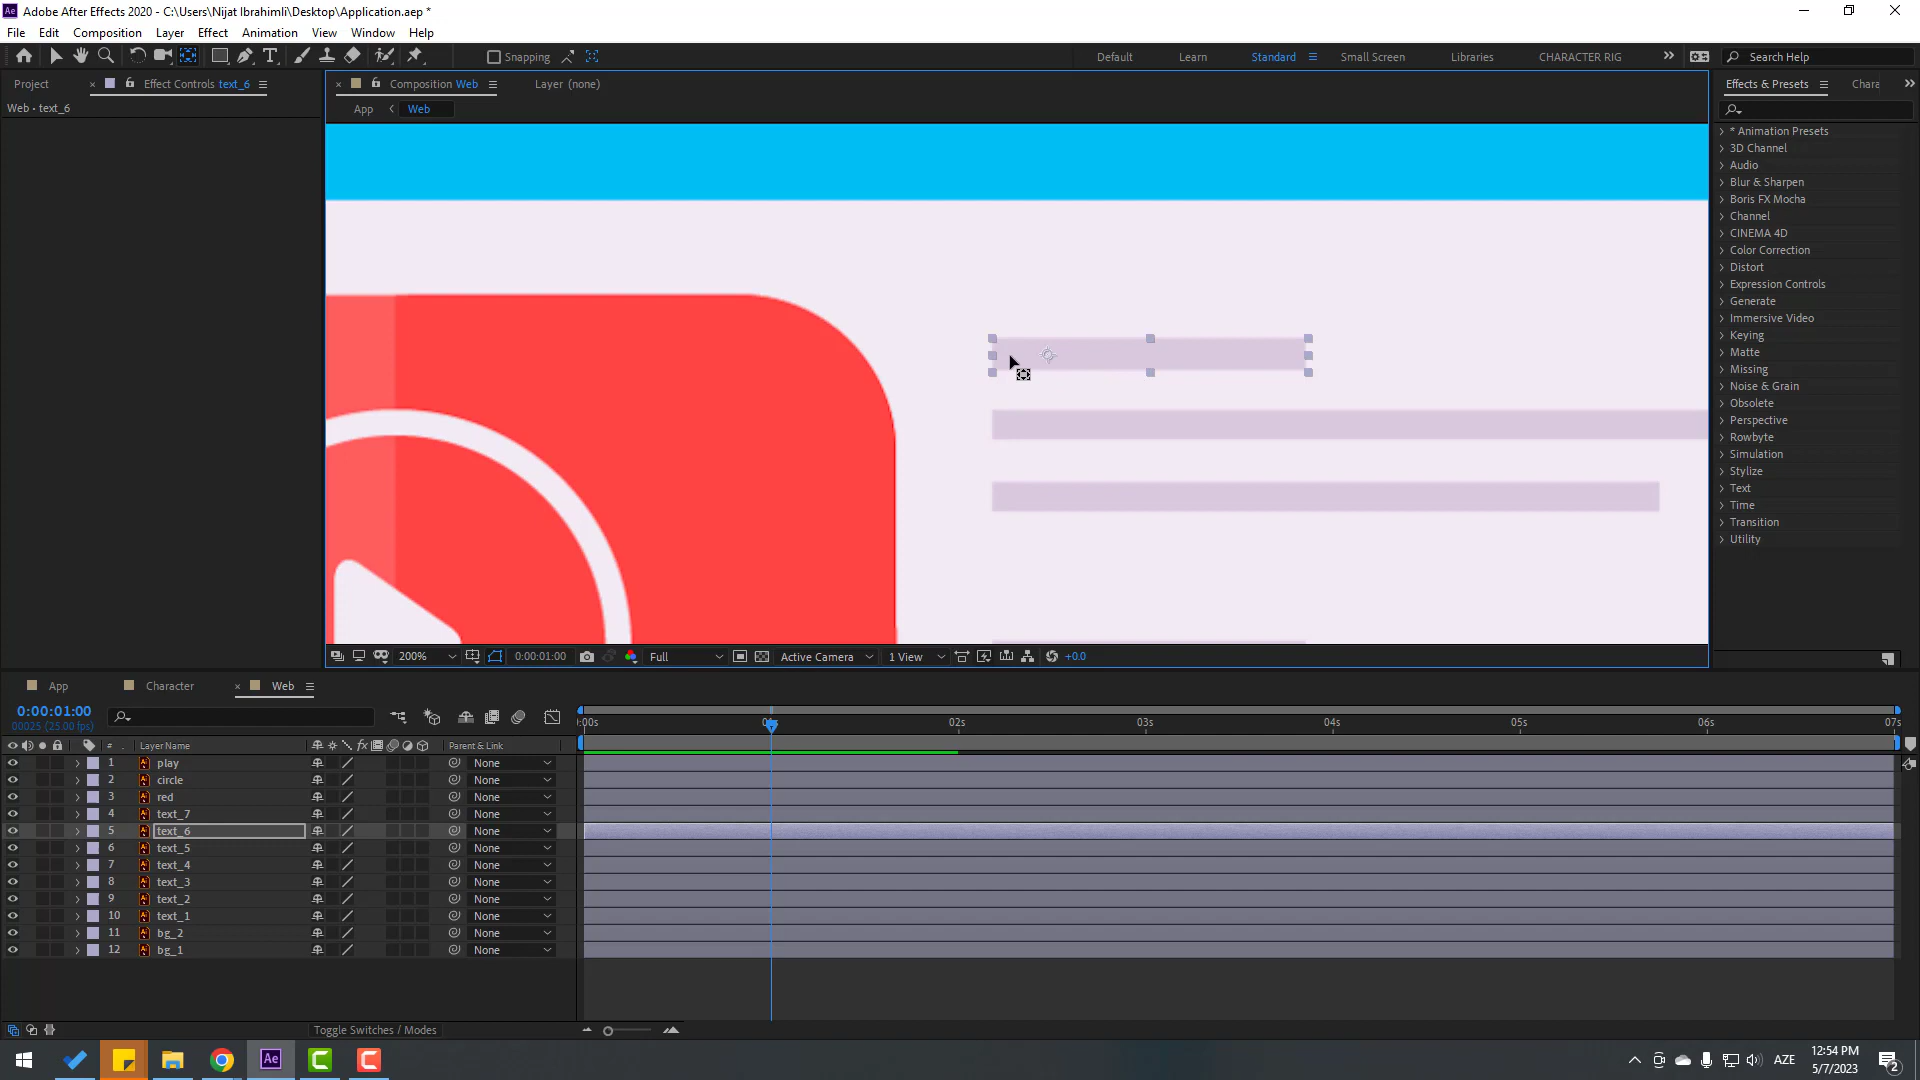 Adobe After Effects 2020 - C:\Users\Nijat Ibrahimli\Desktop\Application.aep *
File Edit Composition Layer Effect Animation View Window Help
Snapping
Default Learn Standard Small Screen Libraries CHARACTER RIG Search Help
Project Effect Controls text_6
Web • text_6
Composition Web Layer (none)
App Web
Effects & Presets Chara
* Animation Presets
3D Channel
Audio
Blur & Sharpen
Boris FX Mocha
Channel
CINEMA 4D
Color Correction
Distort
Expression Controls
Generate
Immersive Video
Keying
Matte
Missing
Noise & Grain
Obsolete
Perspective
Rowbyte
Simulation
Stylize
Text
Time
Transition
Utility
200% 0:00:01:00 Full Active Camera 1 View +0.0
App Character Web
0:00:01:00
00025 (25.00 fps)
02s 03s 04s 05s 06s 07s
# Layer Name Parent & Link
1 play None
2 circle None
3 red None
4 text_7 None
5 text_6 None
6 text_5 None
7 text_4 None
8 text_3 None
9 text_2 None
10 text_1 None
11 bg_2 None
12 bg_1 None
Toggle Switches / Modes
AZE
12:54 PM
5/7/2023
2